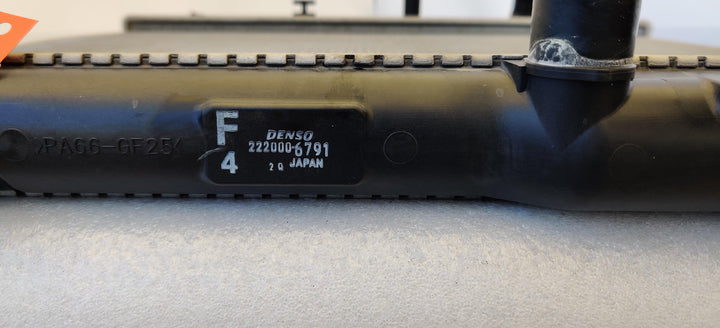 >PA66-GF25<
F
4
DENSO
222000-6791
2 Q JAPAN